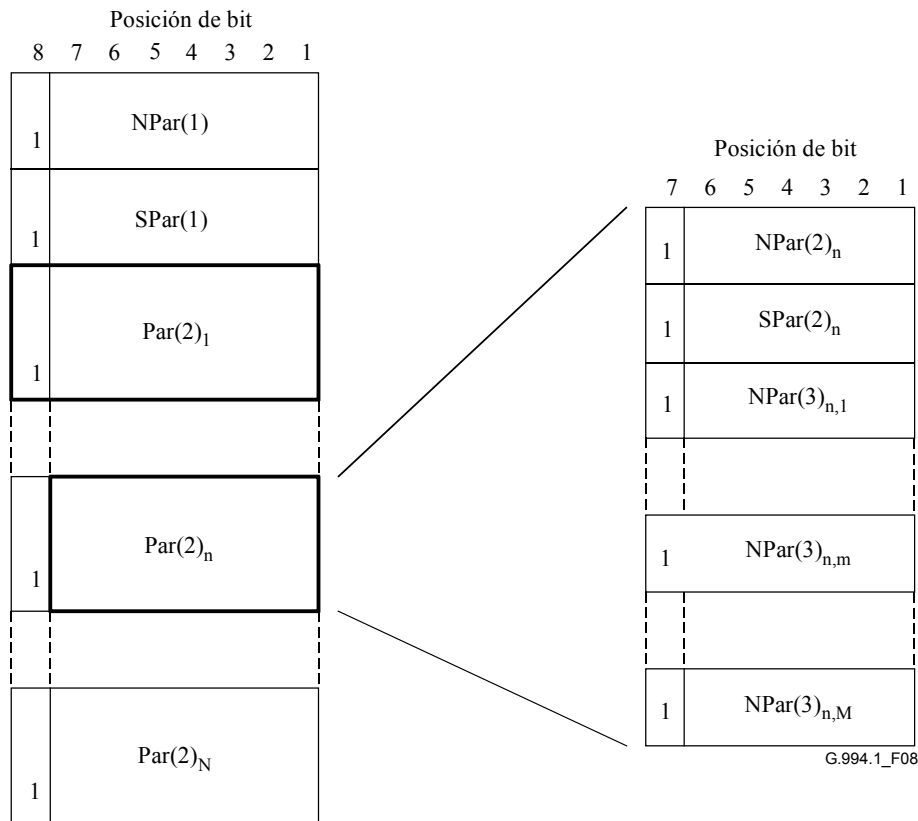 Posición de bit
8 7 6 5 4 3 2 1
NPar(1)
1
SPar(1)
1
Par(2)1
1
Par(2)n
1
Par(2)N
1
Posición de bit
7 6 5 4 3 2 1
1 NPar(2)n
1 SPar(2)n
1 NPar(3)n,1
1 NPar(3)n,m
1 NPar(3)n,M
G.994.1_F08